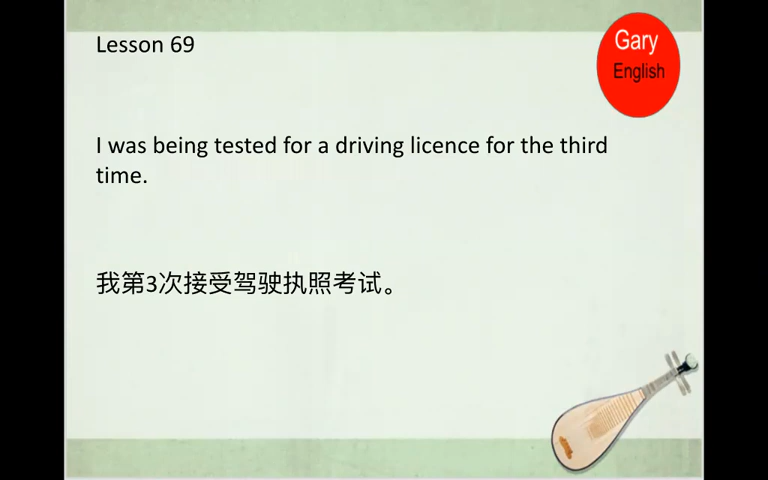 Lesson 69
Gary
English
I was being tested for a driving licence for the third
time.
我第3次接受驾驶执照考试。